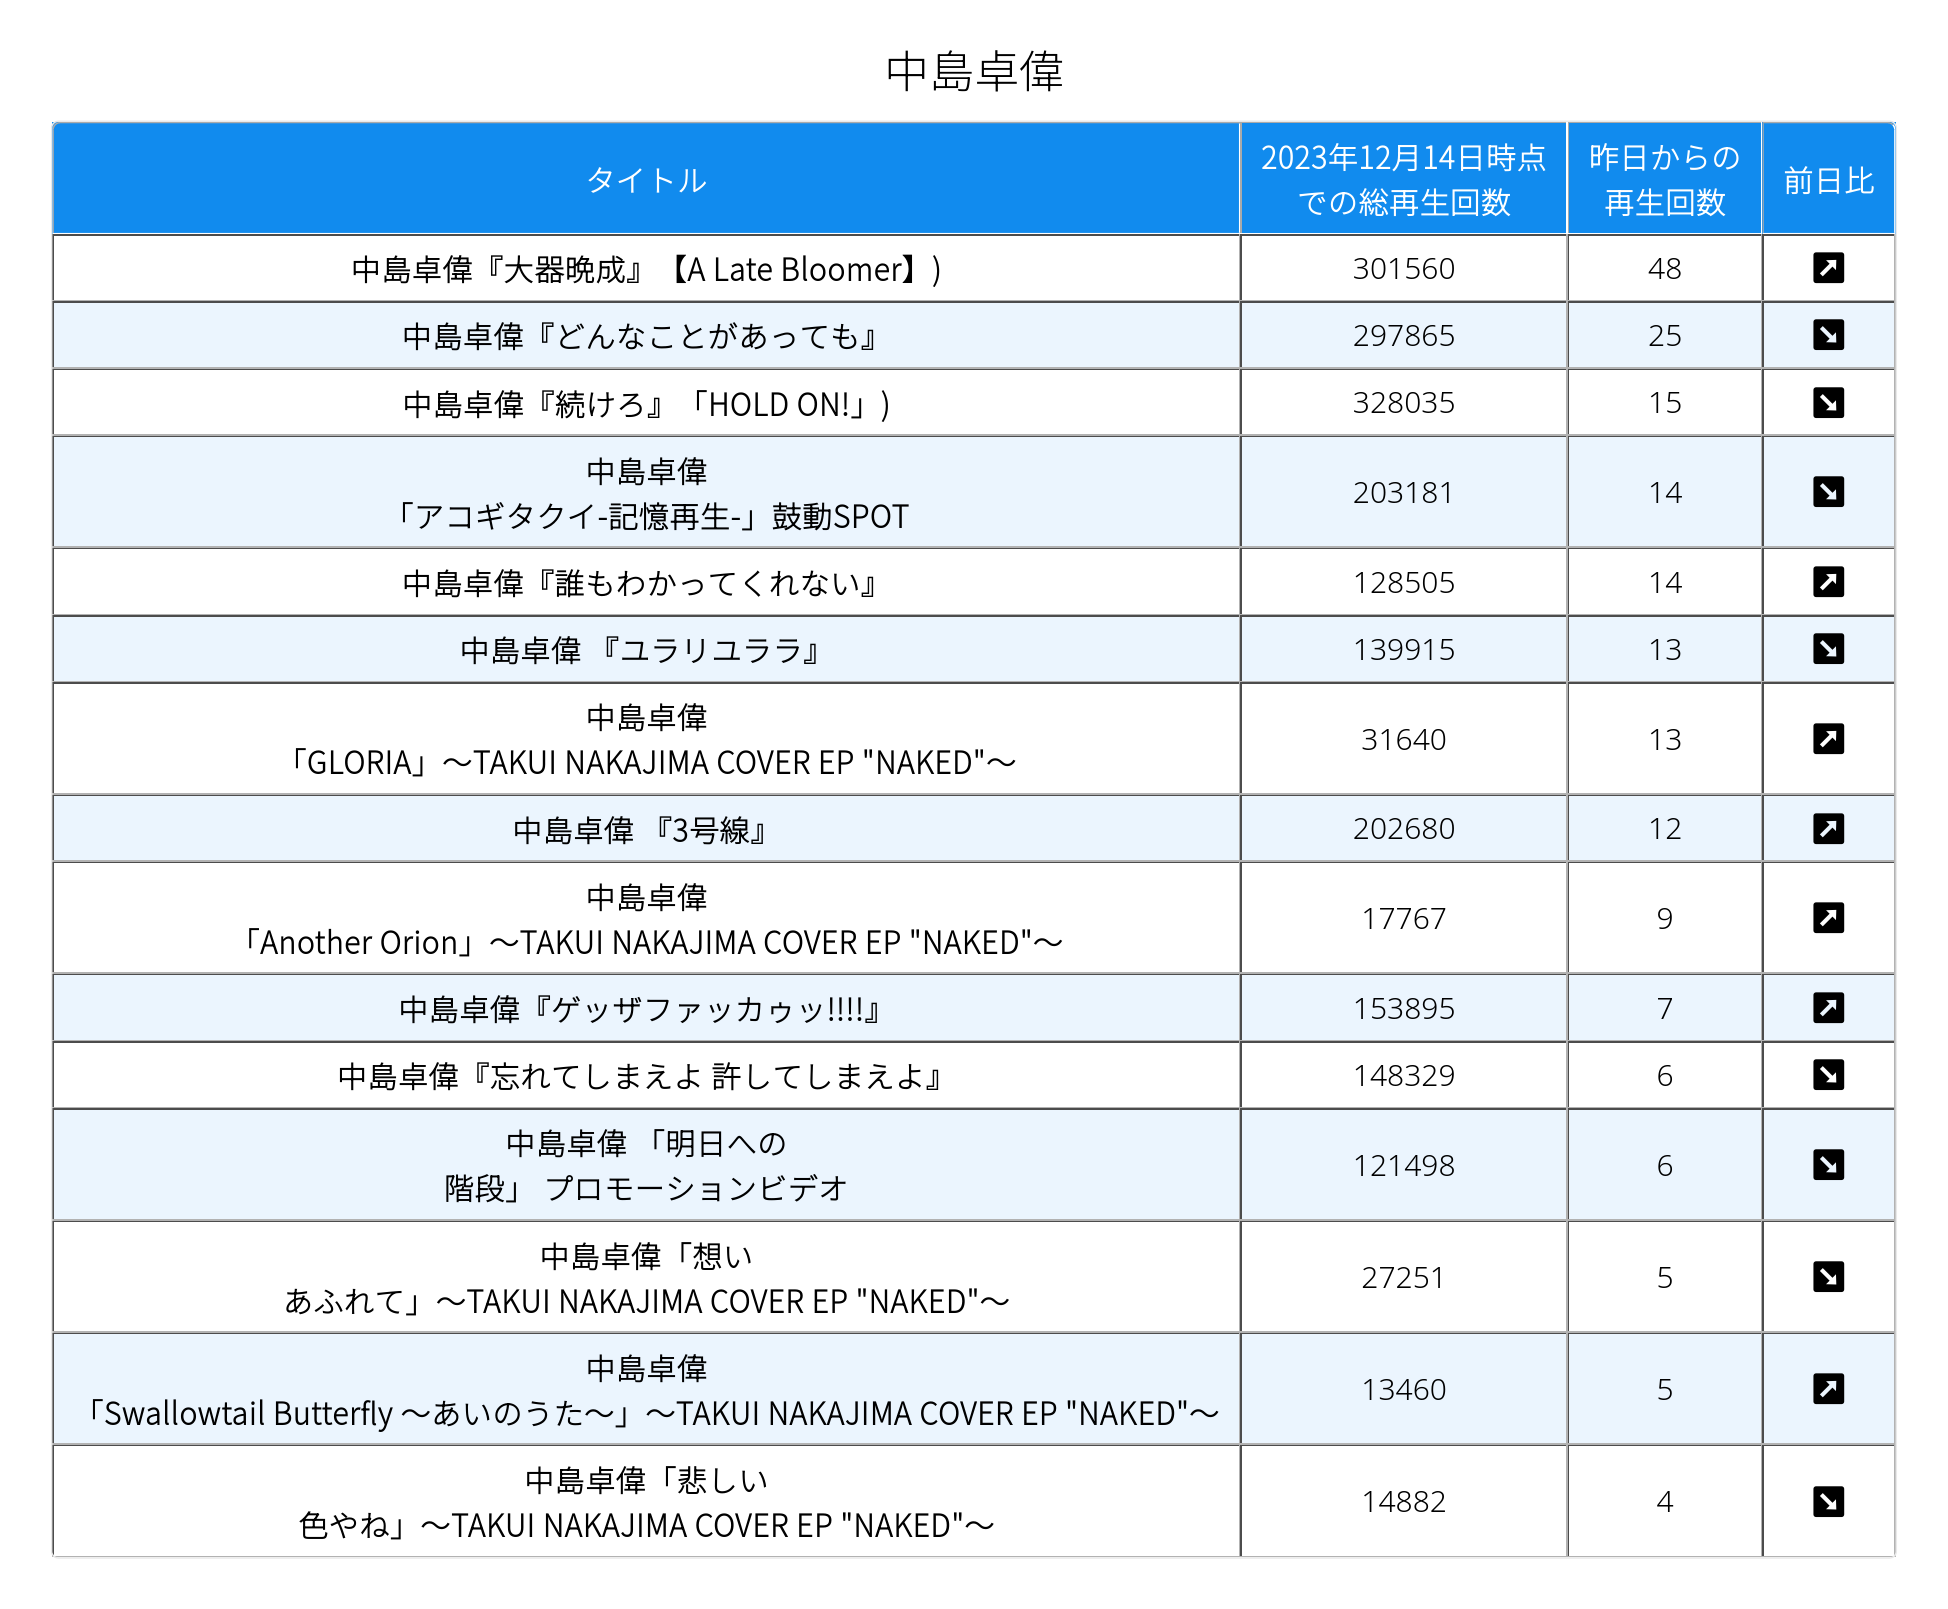 中島卓偉
タイトル
2023年12月14日時点
での総再生回数
昨日からの
再生回数
前日比
中島卓偉『大器晩成』【A Late Bloomer】) 301560 48
中島卓偉『どんなことがあっても』 297865 25
中島卓偉『続けろ』「HOLD ON!」) 328035 15
中島卓偉
「アコギタクイ-記憶再生-」鼓動SPOT 203181 14
中島卓偉『誰もわかってくれない』 128505 14
中島卓偉 『ユラリユララ』 139915 13
中島卓偉
「GLORIA」～TAKUI NAKAJIMA COVER EP "NAKED"～ 31640 13
中島卓偉 『3号線』 202680 12
中島卓偉
「Another Orion」～TAKUI NAKAJIMA COVER EP "NAKED"～ 17767 9
中島卓偉『ゲッザファッカゥッ!!!!』 153895 7
中島卓偉『忘れてしまえよ 許してしまえよ』 148329 6
中島卓偉 「明日への
階段」 プロモーションビデオ 121498 6
中島卓偉「想い
あふれて」～TAKUI NAKAJIMA COVER EP "NAKED"～ 27251 5
中島卓偉
「Swallowtail Butterfly ～あいのうた～」～TAKUI NAKAJIMA COVER EP "NAKED"～ 13460 5
中島卓偉「悲しい
色やね」～TAKUI NAKAJIMA COVER EP "NAKED"～ 14882 4